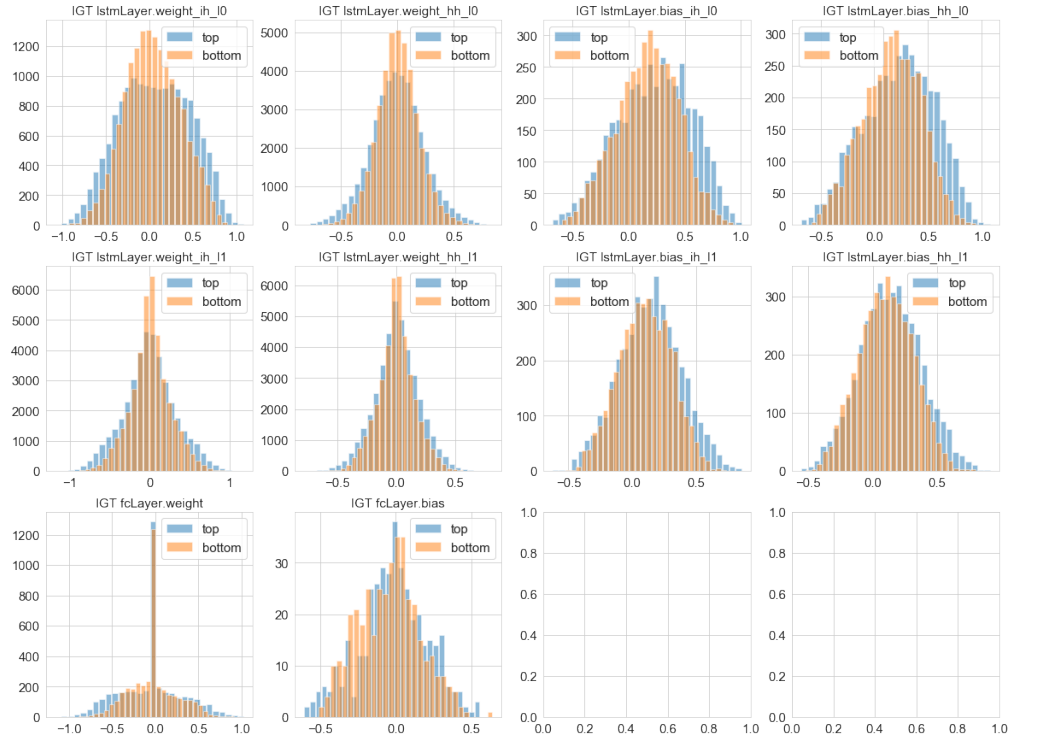 IGT lstmLayer.weight_ih_l0
top
bottom
1200
1000
800
600
400
200
0
−1.0 −0.5 0.0 0.5 1.0
IGT lstmLayer.weight_hh_l0
top
bottom
5000
4000
3000
2000
1000
0
−0.5 0.0 0.5
IGT lstmLayer.bias_ih_l0
top
bottom
300
250
200
150
100
50
0
−0.5 0.0 0.5 1.0
IGT lstmLayer.bias_hh_l0
top
bottom
300
250
200
150
100
50
0
−0.5 0.0 0.5 1.0
IGT lstmLayer.weight_ih_l1
top
bottom
6000
5000
4000
3000
2000
1000
0
−1 0 1
IGT lstmLayer.weight_hh_l1
top
bottom
6000
5000
4000
3000
2000
1000
0
−0.5 0.0 0.5
IGT lstmLayer.bias_ih_l1
top
bottom
300
200
100
0
−0.5 0.0 0.5
IGT lstmLayer.bias_hh_l1
top
bottom
300
200
100
0
−0.5 0.0 0.5
IGT fcLayer.weight
top
bottom
1200
1000
800
600
400
200
0
−1.0 −0.5 0.0 0.5 1.0
IGT fcLayer.bias
top
bottom
30
20
10
0
−0.5 0.0 0.5
1.0
0.8
0.6
0.4
0.2
0.0
0.0 0.2 0.4 0.6 0.8 1.0
1.0
0.8
0.6
0.4
0.2
0.0
0.0 0.2 0.4 0.6 0.8 1.0